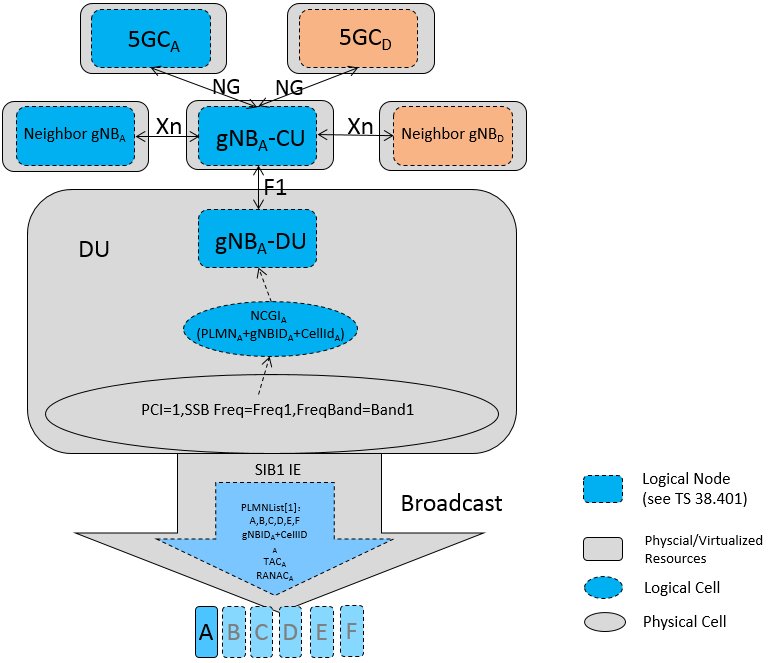 5GCA
5GCD
NG
NG
Neighbor gNBA
Xn
gNBA-CU
Xn
Neighbor gNBD
F1
DU
gNBA-DU
NCGIA
(PLMNA+gNBIDA+CellIdA)
PCI=1,SSB Freq=Freq1,FreqBand=Band1
SIB1 IE
PLMNList[1]:
A,B,C,D,E,F
gNBIDA+CellID
A
TACA
RANACA
Broadcast
A B C D E F
Logical Node
(see TS 38.401)
Physcial/Virtualized
Resources
Logical Cell
Physical Cell